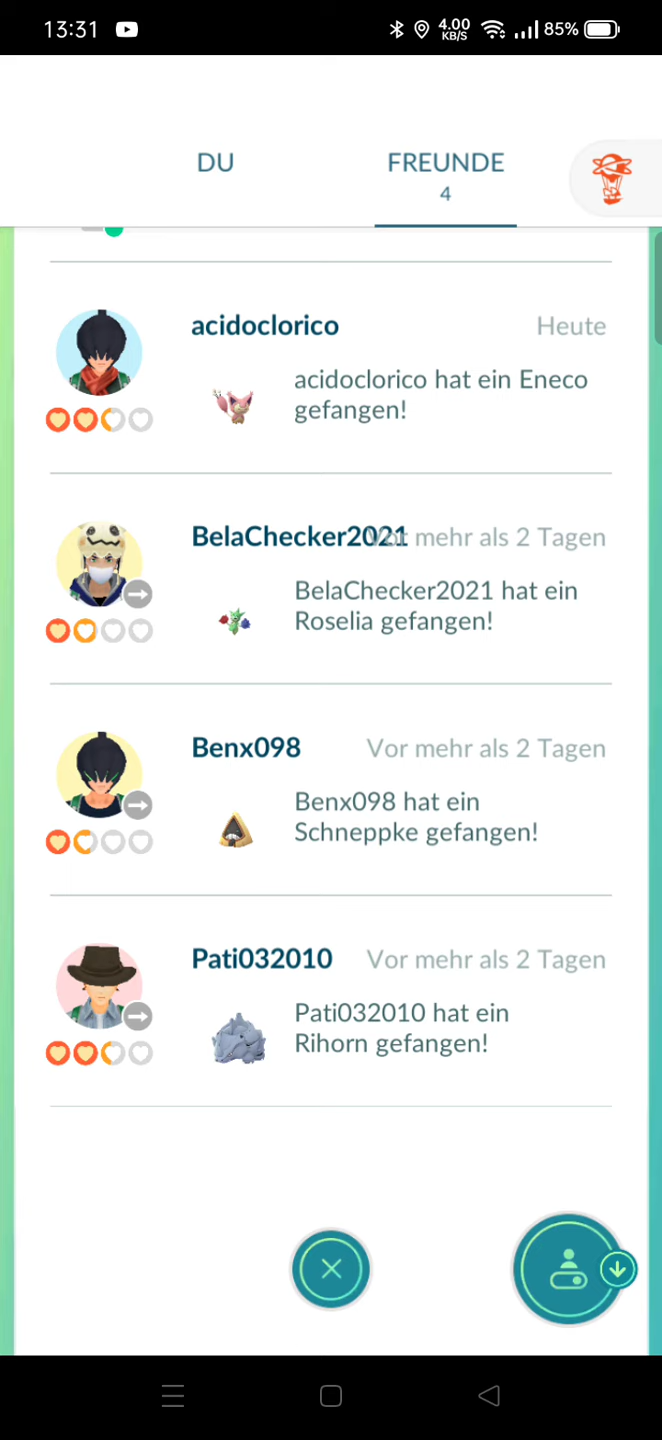 13:31
4.00
KB/S
85%
DU
FREUNDE
4
acidoclorico
Heute
acidoclorico hat ein Eneco
gefangen!
BelaChecker2021
Vor mehr als 2 Tagen
BelaChecker2021 hat ein
Roselia gefangen!
Benx098
Vor mehr als 2 Tagen
Benx098 hat ein
Schneppke gefangen!
Pati032010
Vor mehr als 2 Tagen
Pati032010 hat ein
Rihorn gefangen!